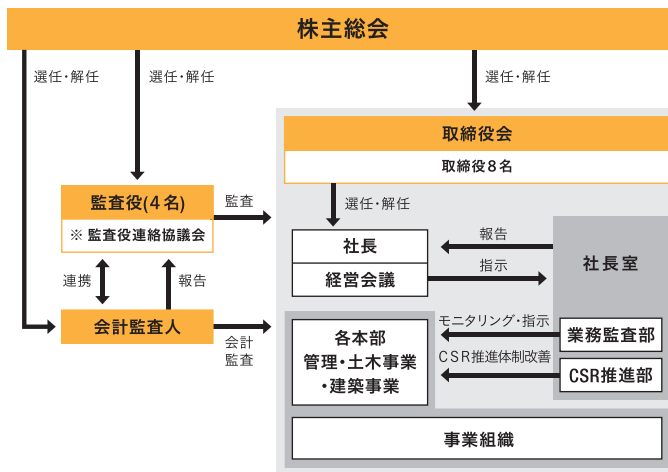 株主総会
選任・解任
選任・解任
選任・解任
取締役会
取締役8名
監査役(4名)
※ 監査役連絡協議会
監査
選任・解任
社長
経営会議
報告
指示
社長室
連携
報告
会計監査人
会計
監査
各本部
管理・土木事業
・建築事業
モニタリング・指示
業務監査部
CSR推進体制改善
CSR推進部
事業組織